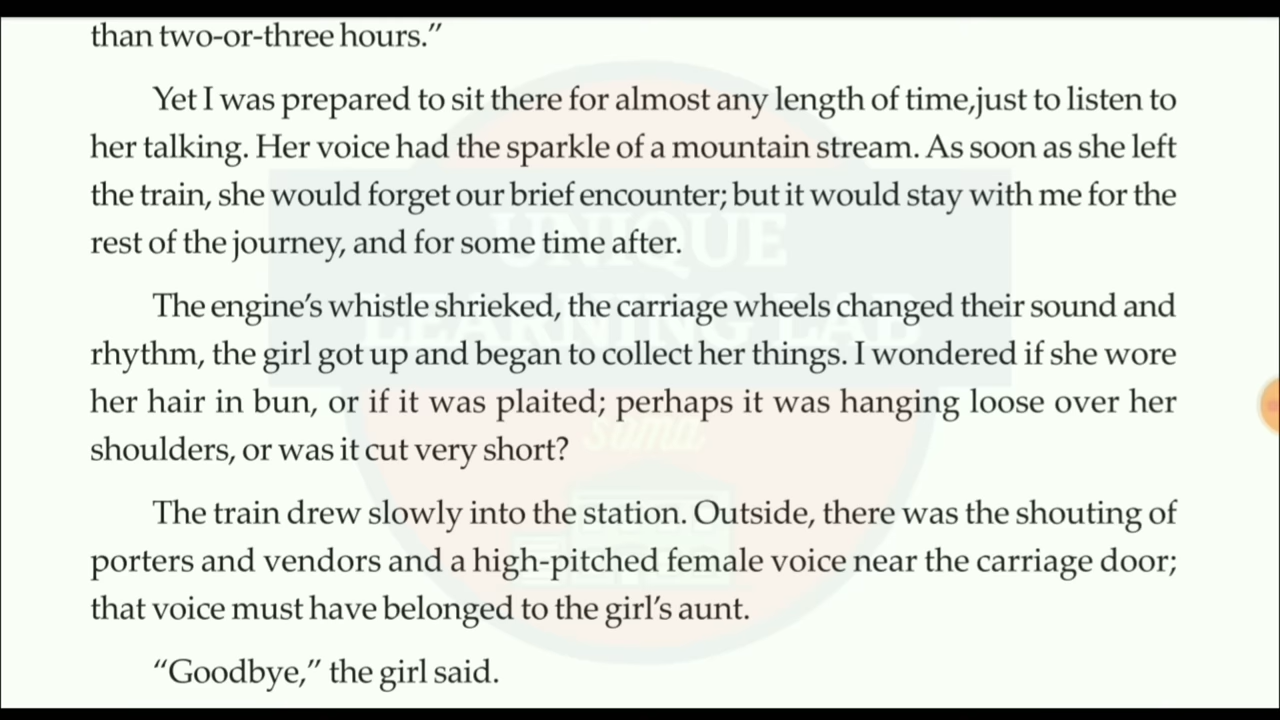 than two-or-three hours.”
Yet I was prepared to sit there for almost any length of time,just to listen to
her talking. Her voice had the sparkle of a mountain stream. As soon as she left
the train, she would forget our brief encounter; but it would stay with me for the
rest of the journey, and for some time after.
The engine’s whistle shrieked, the carriage wheels changed their sound and
rhythm, the girl got up and began to collect her things. I wondered if she wore
her hair in bun, or if it was plaited; perhaps it was hanging loose over her
shoulders, or was it cut very short?
The train drew slowly into the station. Outside, there was the shouting of
porters and vendors and a high-pitched female voice near the carriage door;
that voice must have belonged to the girl’s aunt.
“Goodbye,” the girl said.
UNIQUE
LEARNING LAB